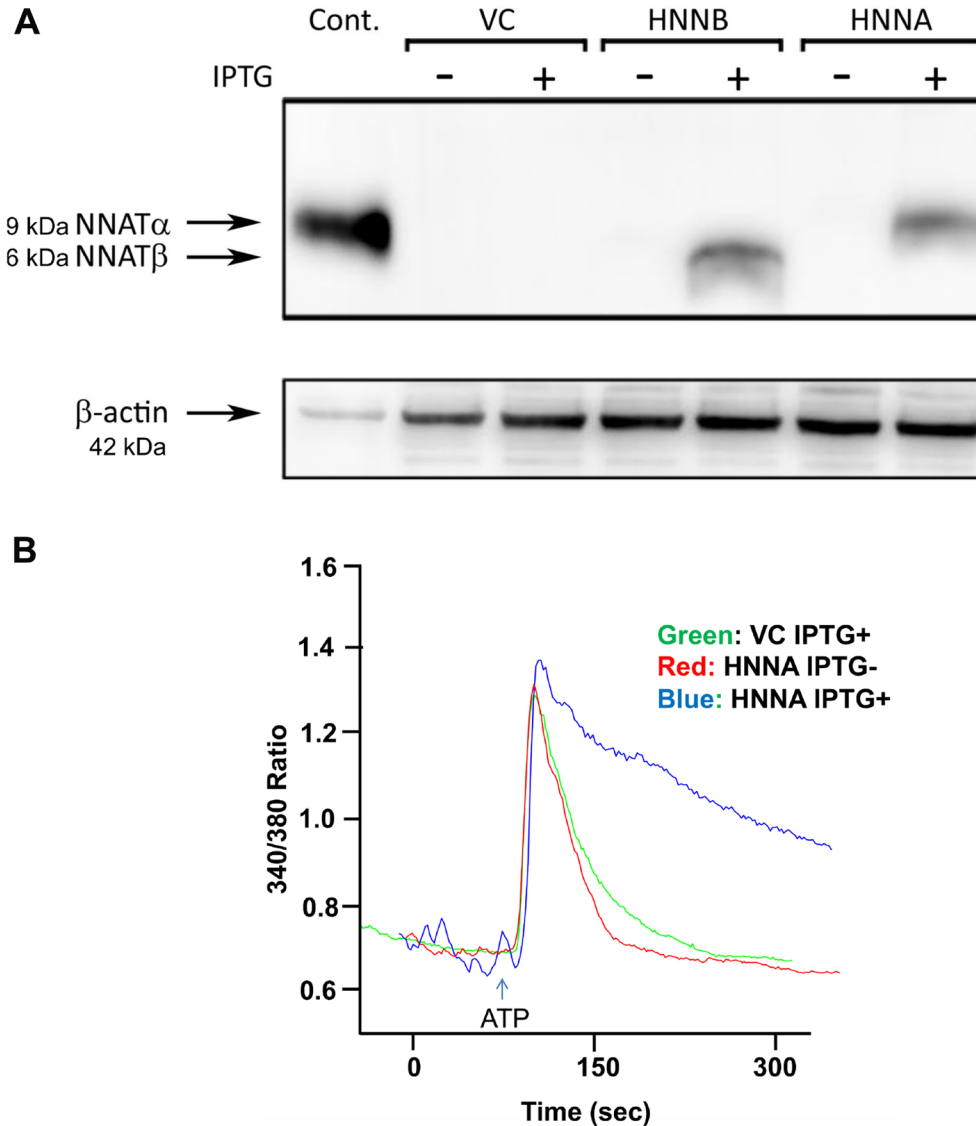 A
Cont. VC HNNB HNNA
IPTG - + - + - +
9 kDa NNATα
6 kDa NNATβ
β-actin
42 kDa
B
1.6
1.4
1.2
1.0
0.8
0.6
340/380 Ratio
Green: VC IPTG+
Red: HNNA IPTG-
Blue: HNNA IPTG+
ATP
0 150 300
Time (sec)